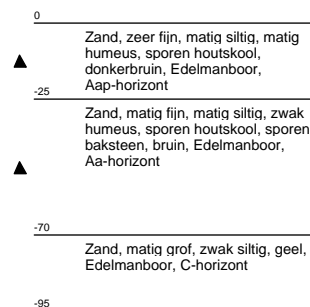 0
Zand, zeer fijn, matig siltig, matig
humeus, sporen houtskool,
donkerbruin, Edelmanboor,
Aap-horizont
-25
Zand, matig fijn, matig siltig, zwak
humeus, sporen houtskool, sporen
baksteen, bruin, Edelmanboor,
Aa-horizont
-70
Zand, matig grof, zwak siltig, geel,
Edelmanboor, C-horizont
-95